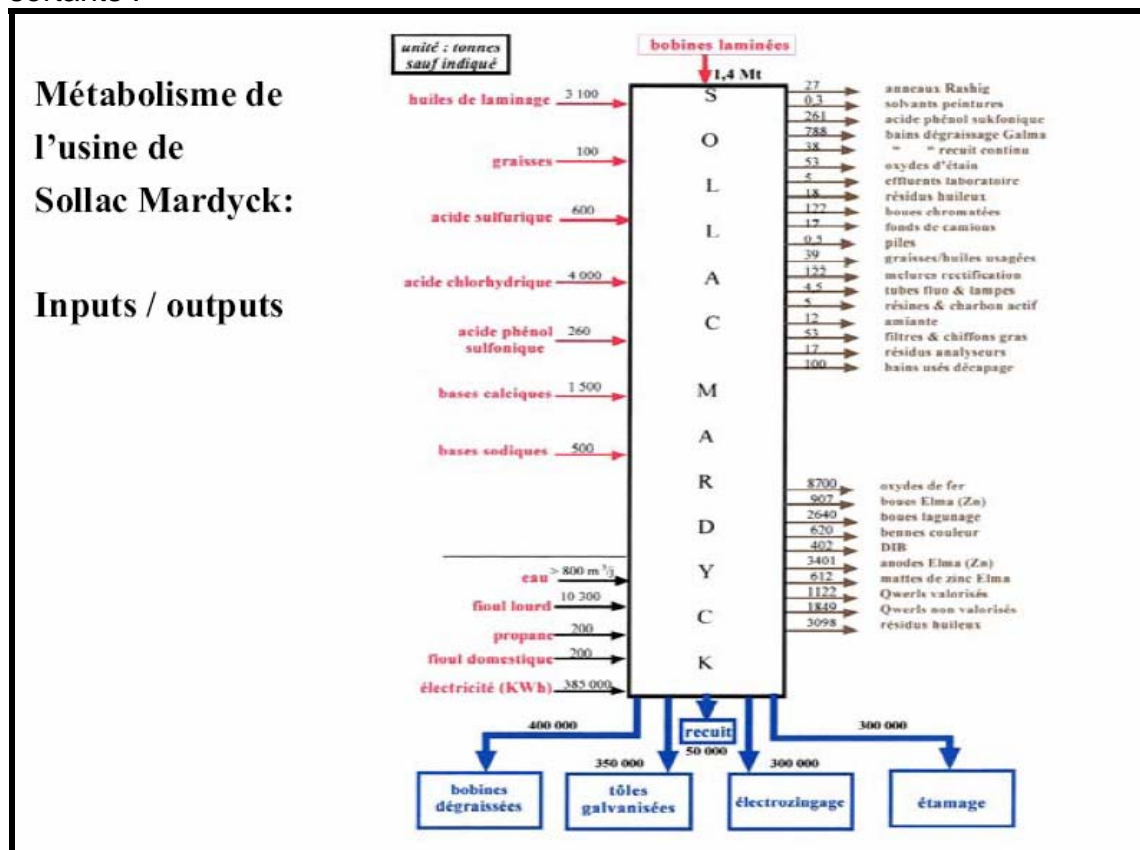 Métabolisme de
l'usine de
Sollac Mardyck:
Inputs / outputs
unité : tonnes
sauf indiqué
bobines laminées
1,4 Mt
huiles de laminage 3 100
graisses 100
acide sulfurique 600
acide chlorhydrique 4 000
acide phénol 260
sulfonique
bases calciques 1 500
bases sodiques 500
eau > 800 m³/j
fioul lourd 10 300
propane 200
fioul domestique 200
électricité (KWh) 385 000
S
O
L
L
A
C
M
A
R
D
Y
C
K
27 anneaux Rashig
0,3 solvants peintures
261 acide phénol sukfonique
788 bains dégraissage Galma
38 " " recuit continu
53 oxydes d'étain
5 effluents laboratoire
18 résidus huileux
122 boues chromatées
17 fonds de camions
0,5 piles
39 graisses/huiles usagées
122 melures rectification
4,5 tubes fluo & lampes
5 résines & charbon actif
12 amiante
53 filtres & chiffons gras
17 résidus analyseurs
100 bains usés décapage
8700 oxydes de fer
907 boues Elma (Zn)
2640 boues lagunage
620 bennes couleur
402 DIB
3401 anodes Elma (Zn)
612 mattes de zinc Elma
1122 Qwerls valorisés
1849 Qwerls non valorisés
3098 résidus huileux
400 000
350 000
recuit
50 000
300 000
300 000
bobines
dégraissées
tôles
galvanisées
électrozingage
étamage